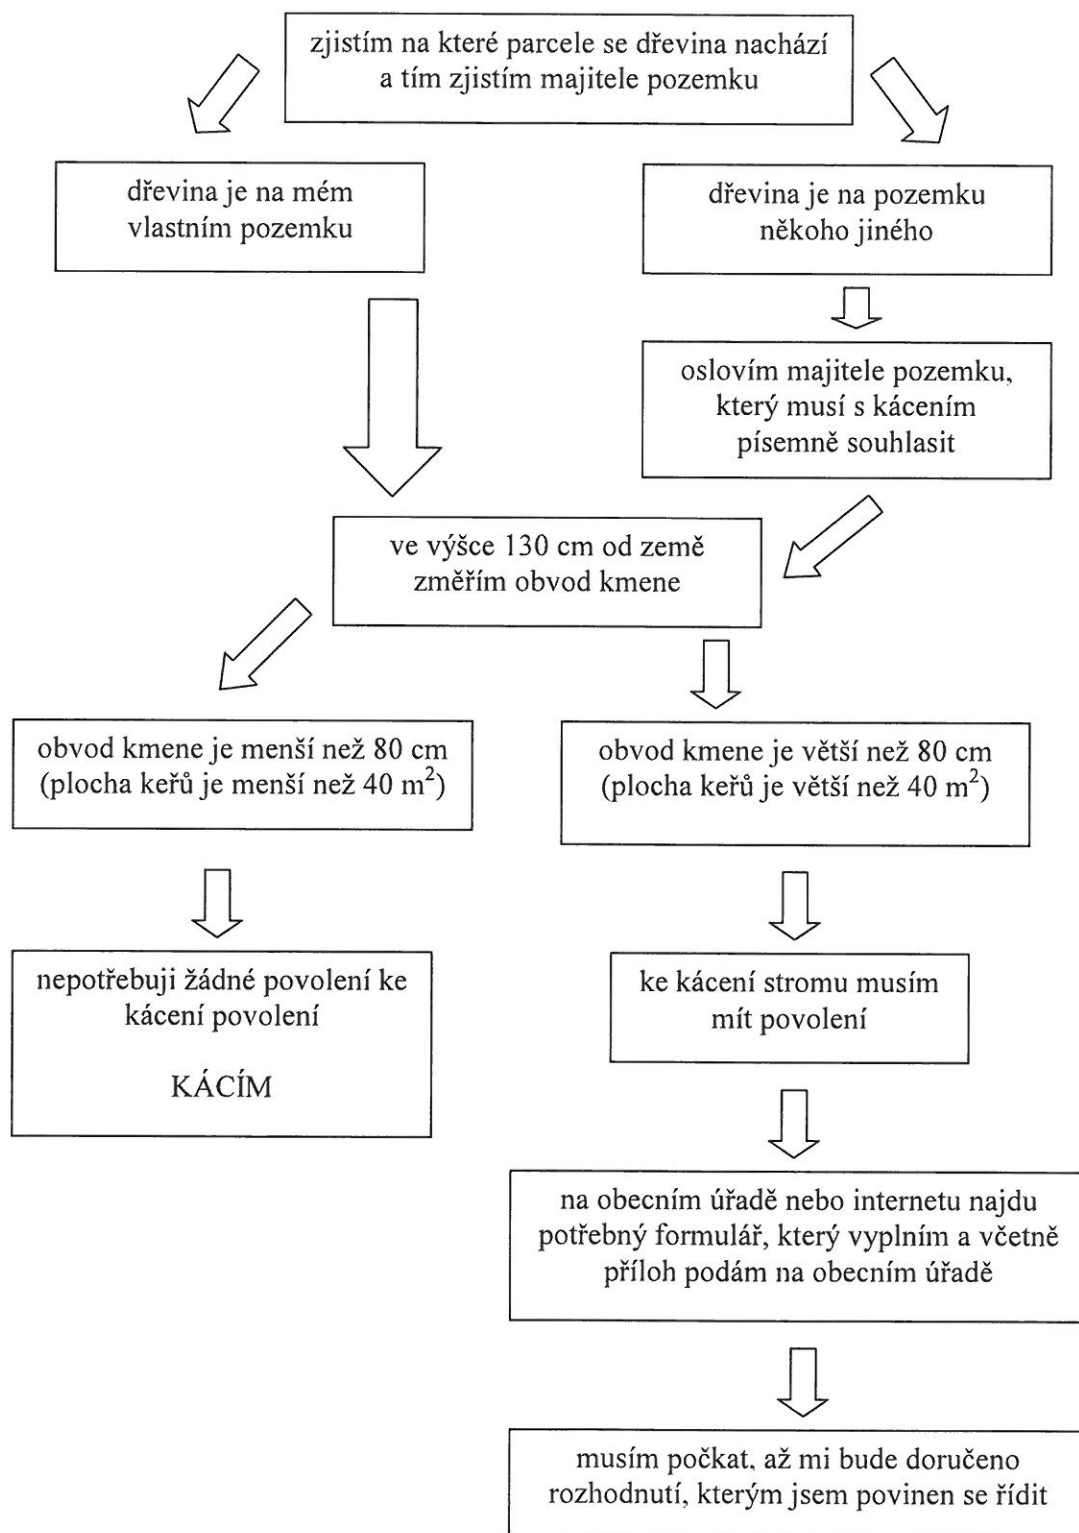 zjistím na které parcele se dřevina nachází
a tím zjistím majitele pozemku
dřevina je na mém
vlastním pozemku
dřevina je na pozemku
někoho jiného
oslovím majitele pozemku,
který musí s kácením
písemně souhlasit
ve výšce 130 cm od země
změřím obvod kmene
obvod kmene je menší než 80 cm
(plocha keřů je menší než 40 m²)
obvod kmene je větší než 80 cm
(plocha keřů je větší než 40 m²)
nepotřebuji žádné povolení ke
kácení povolení
KÁCÍM
ke kácení stromu musím
mít povolení
na obecním úřadě nebo internetu najdu
potřebný formulář, který vyplním a včetně
příloh podám na obecním úřadě
musím počkat, až mi bude doručeno
rozhodnutí, kterým jsem povinen se řídit